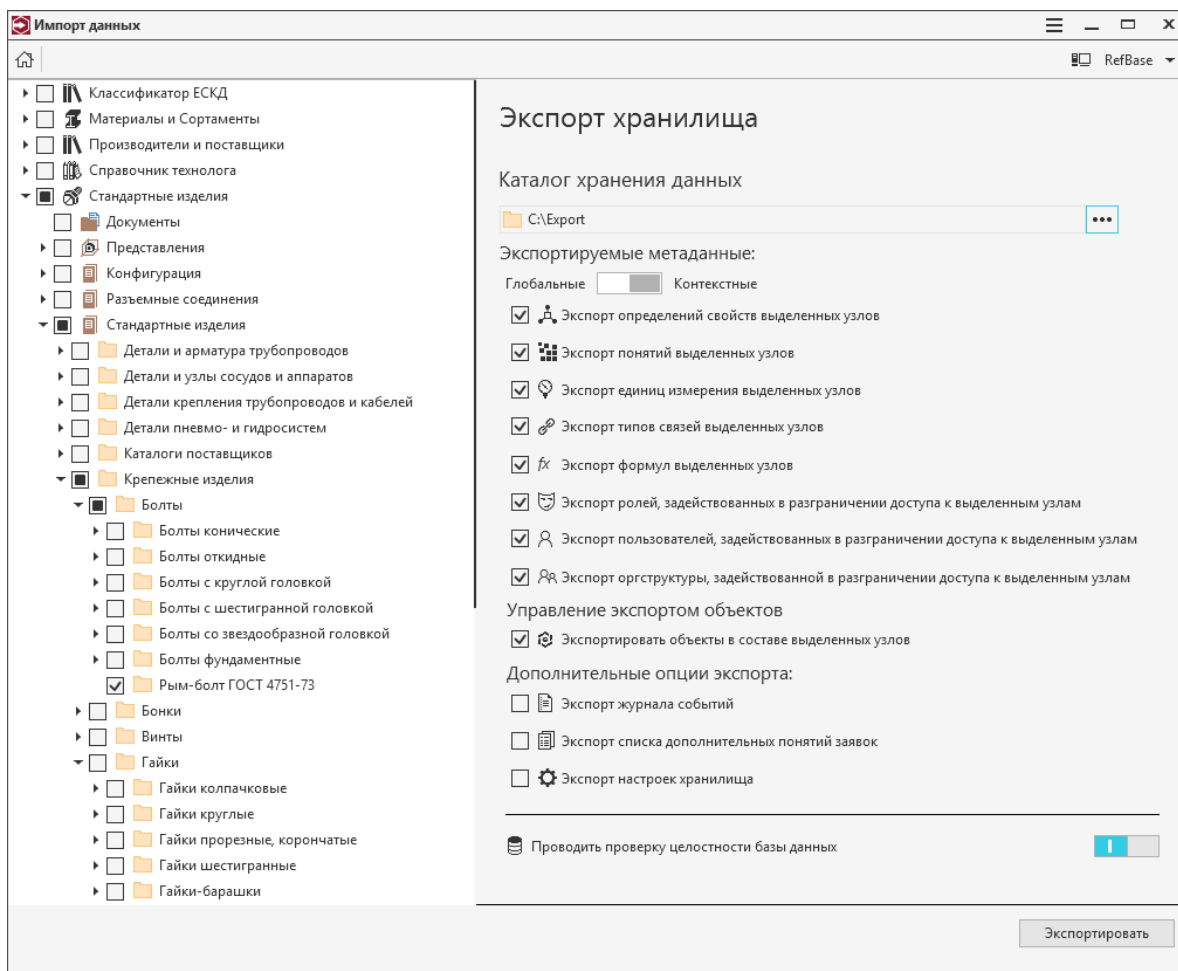 Импорт данных
RefBase
Классификатор ЕСКД
Материалы и Сортаменты
Производители и поставщики
Справочник технолога
Стандартные изделия
Документы
Представления
Конфигурация
Разъемные соединения
Стандартные изделия
Детали и арматура трубопроводов
Детали и узлы сосудов и аппаратов
Детали крепления трубопроводов и кабелей
Детали пневмо- и гидросистем
Каталоги поставщиков
Крепежные изделия
Болты
Болты конические
Болты откидные
Болты с круглой головкой
Болты с шестигранной головкой
Болты со звездообразной головкой
Болты фундаментные
Рым-болт ГОСТ 4751-73
Бонки
Винты
Гайки
Гайки колпачковые
Гайки круглые
Гайки прорезные, корончатые
Гайки шестигранные
Гайки-барашки
Экспорт хранилища
Каталог хранения данных
C:\Export
Экспортируемые метаданные:
Глобальные Контекстные
Экспорт определений свойств выделенных узлов
Экспорт понятий выделенных узлов
Экспорт единиц измерения выделенных узлов
Экспорт типов связей выделенных узлов
fx Экспорт формул выделенных узлов
Экспорт ролей, задействованных в разграничении доступа к выделенным узлам
Экспорт пользователей, задействованных в разграничении доступа к выделенным узлам
Экспорт оргструктуры, задействованной в разграничении доступа к выделенным узлам
Управление экспортом объектов
Экспортировать объекты в составе выделенных узлов
Дополнительные опции экспорта:
Экспорт журнала событий
Экспорт списка дополнительных понятий заявок
Экспорт настроек хранилища
Проводить проверку целостности базы данных
Экспортировать